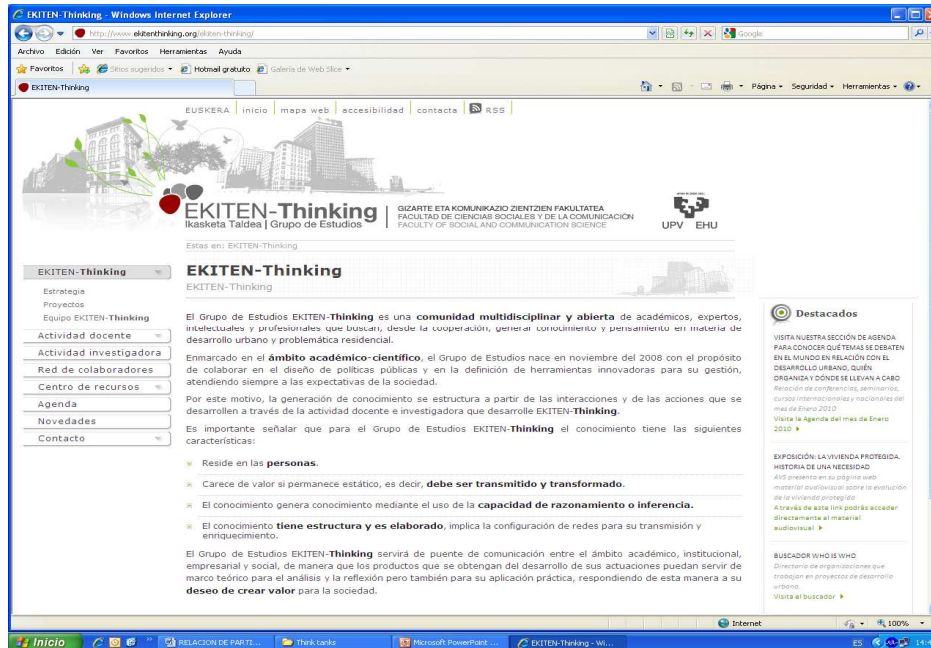 EKITEN-Thinking - Windows Internet Explorer
http://www.ekitenthinking.org/ekiten-thinking/
Google
Archivo Edición Ver Favoritos Herramientas Ayuda
Favoritos Sitios sugeridos Hotmail gratuito Galería de Web Slice
EKITEN-Thinking
Página Seguridad Herramientas
EUSKERA inicio mapa web accesibilidad contacta RSS
EKITEN-Thinking
Ikasketa Taldea | Grupo de Estudios
GIZARTE ETA KOMUNIKAZIO ZIENTZIEN FAKULTATEA
FACULTAD DE CIENCIAS SOCIALES Y DE LA COMUNICACIÓN
FACULTY OF SOCIAL AND COMMUNICATION SCIENCE
UPV EHU
Estas en: EKITEN-Thinking
EKITEN-Thinking
Estrategia
Proyectos
Equipo EKITEN-Thinking
Actividad docente
Actividad investigadora
Red de colaboradores
Centro de recursos
Agenda
Novedades
Contacto
EKITEN-Thinking
EKITEN-Thinking
El Grupo de Estudios EKITEN-Thinking es una comunidad multidisciplinar y abierta de académicos, expertos,
intelectuales y profesionales que buscan, desde la cooperación, generar conocimiento y pensamiento en materia de
desarrollo urbano y problemática residencial.
Enmarcado en el ámbito académico-científico, el Grupo de Estudios nace en noviembre del 2008 con el propósito
de colaborar en el diseño de políticas públicas y en la definición de herramientas innovadoras para su gestión,
atendiendo siempre a las expectativas de la sociedad.
Por este motivo, la generación de conocimiento se estructura a partir de las interacciones y de las acciones que se
desarrollen a través de la actividad docente e investigadora que desarrolle EKITEN-Thinking.
Es importante señalar que para el Grupo de Estudios EKITEN-Thinking el conocimiento tiene las siguientes
características:
Reside en las personas.
Carece de valor si permanece estático, es decir, debe ser transmitido y transformado.
El conocimiento genera conocimiento mediante el uso de la capacidad de razonamiento o inferencia.
El conocimiento tiene estructura y es elaborado, implica la configuración de redes para su transmisión y
enriquecimiento.
El Grupo de Estudios EKITEN-Thinking servirá de puente de comunicación entre el ámbito académico, institucional,
empresarial y social, de manera que los productos que se obtengan del desarrollo de sus actuaciones puedan servir de
marco teórico para el análisis y la reflexión pero también para su aplicación práctica, respondiendo de esta manera a su
deseo de crear valor para la sociedad.
Destacados
VISITA NUESTRA SECCIÓN DE AGENDA
PARA CONOCER QUÉ TEMAS SE DEBATEN
EN EL MUNDO EN RELACIÓN CON EL
DESARROLLO URBANO, QUIÉN
ORGANIZA Y DÓNDE SE LLEVAN A CABO
Relación de conferencias, seminarios,
cursos internacionales y nacionales del
mes de Enero 2010
Visita la Agenda del mes de Enero
2010
EXPOSICIÓN: LA VIVIENDA PROTEGIDA.
HISTORIA DE UNA NECESIDAD
AVS presenta en su página web
material audiovisual sobre la evolución
de la vivienda protegida
A través de este link podrás acceder
directamente al material
audiovisual
BUSCADOR WHO IS WHO
Directorio de organizaciones que
trabajan en proyectos de desarrollo
urbano.
Visita el buscador
Internet 100%
Inicio RELACION DE PARTI... Think tanks Microsoft PowerPoint ... EKITEN-Thinking - Wi... ES